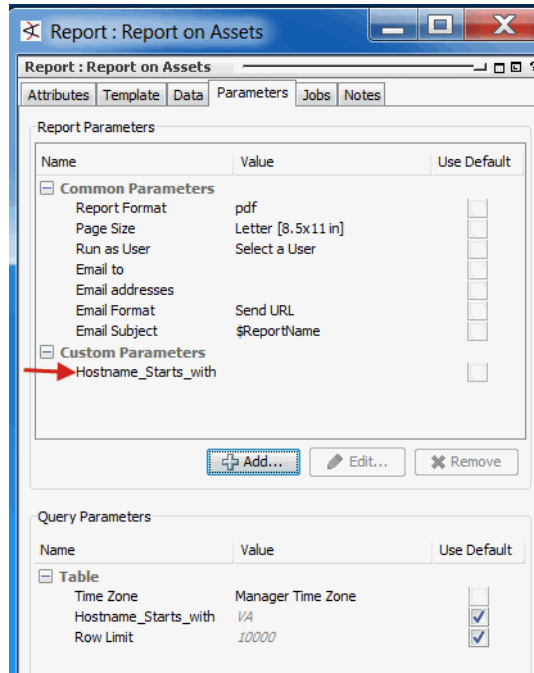 Report : Report on Assets
Report : Report on Assets
Attributes Template Data Parameters Jobs Notes
Report Parameters
Name Value Use Default
Common Parameters
Report Format pdf
Page Size Letter [8.5x11 in]
Run as User Select a User
Email to
Email addresses
Email Format Send URL
Email Subject $ReportName
Custom Parameters
Hostname_Starts_with
Add... Edit... Remove
Query Parameters
Name Value Use Default
Table
Time Zone Manager Time Zone
Hostname_Starts_with VA
Row Limit 10000